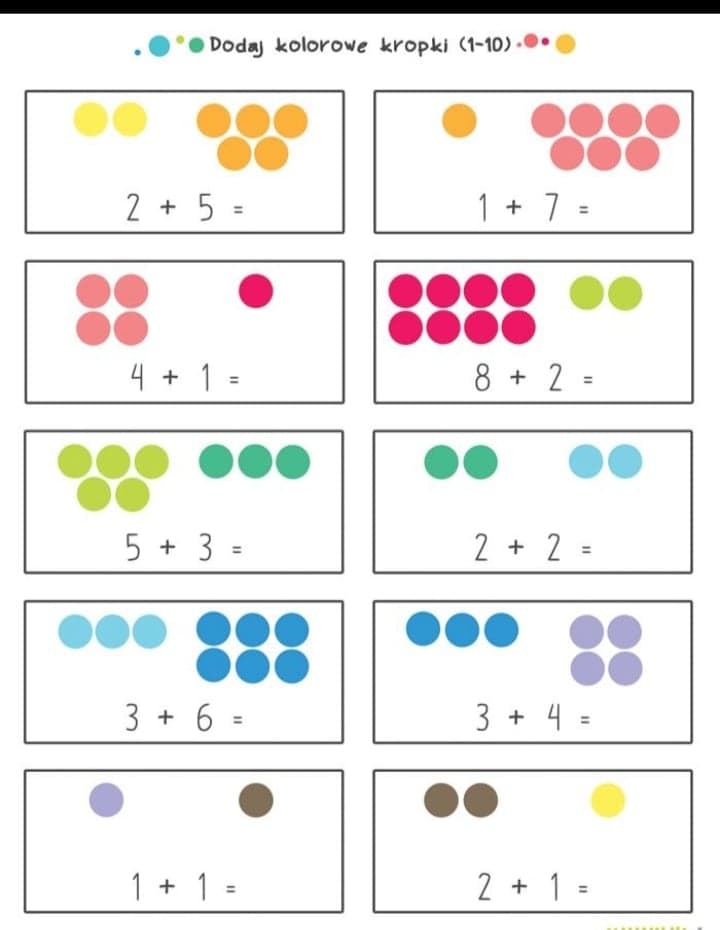 Dodaj kolorowe kropki (1-10)
2 + 5 =
1 + 7 =
4 + 1 =
8 + 2 =
5 + 3 =
2 + 2 =
3 + 6 =
3 + 4 =
1 + 1 =
2 + 1 =